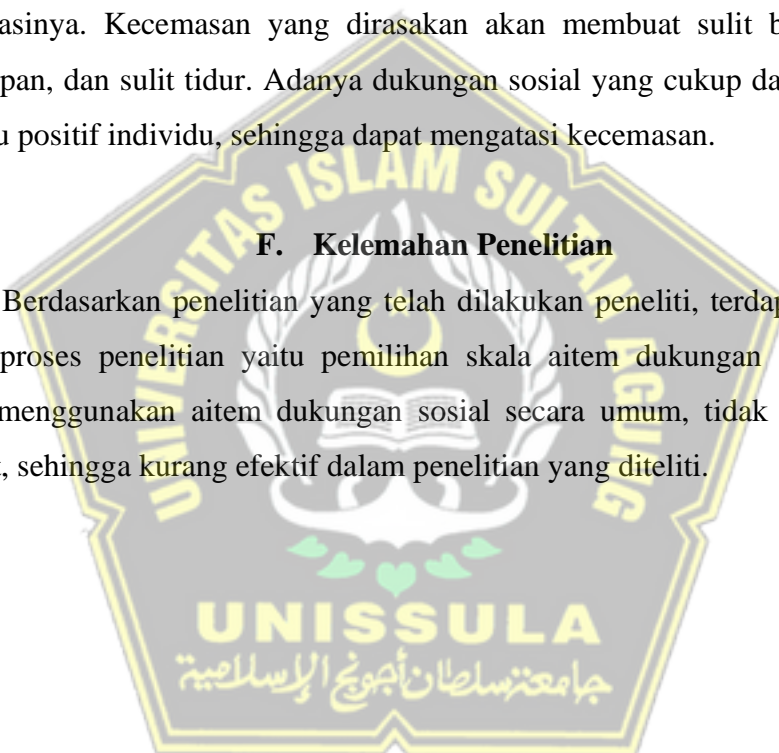 asinya. Kecemasan yang dirasakan akan membuat sulit
pan, dan sulit tidur. Adanya dukungan sosial yang cukup
positif individu, sehingga dapat mengatasi kecemasan.
F. Kelemahan Penelitian
Berdasarkan penelitian yang telah dilakukan peneliti,
proses penelitian yaitu pemilihan skala aitem dukungan
menggunakan aitem dukungan sosial secara umum, tidak
sehingga kurang efektif dalam penelitian yang diteliti.
UNIVERSITAS ISLAM SULTAN AGUNG
UNISSULA
جامعة سلطان أجونج الإسلامية